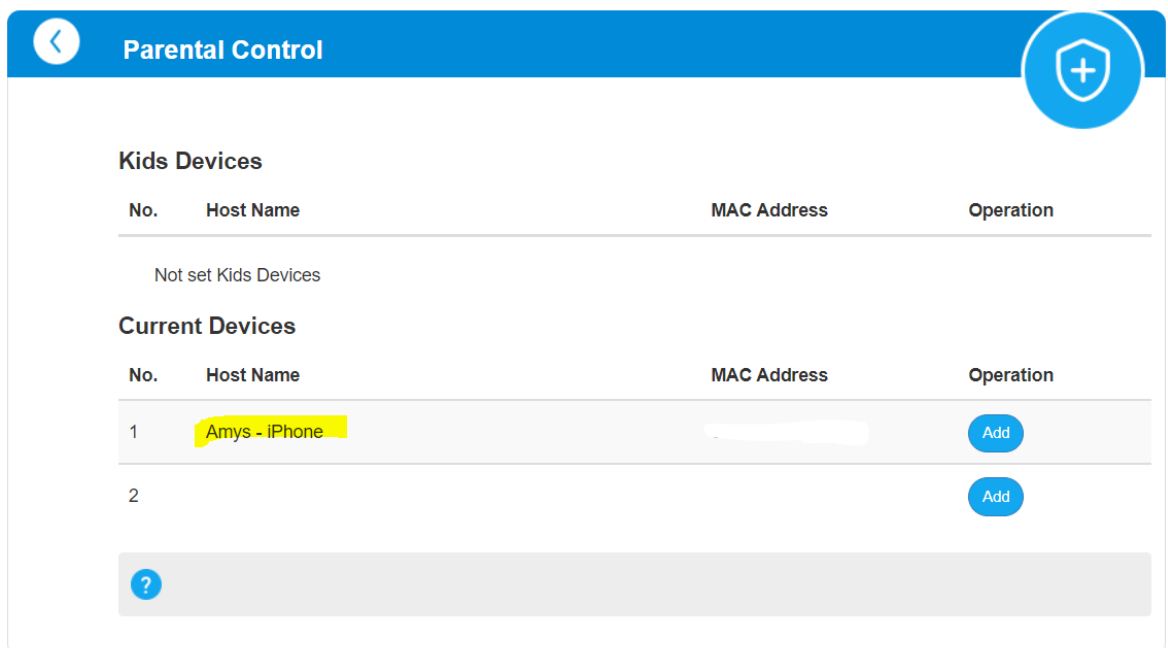 Parental Control
Kids Devices
No. Host Name MAC Address Operation
Not set Kids Devices
Current Devices
No. Host Name MAC Address Operation
1 Amys - iPhone Add
2 Add
?